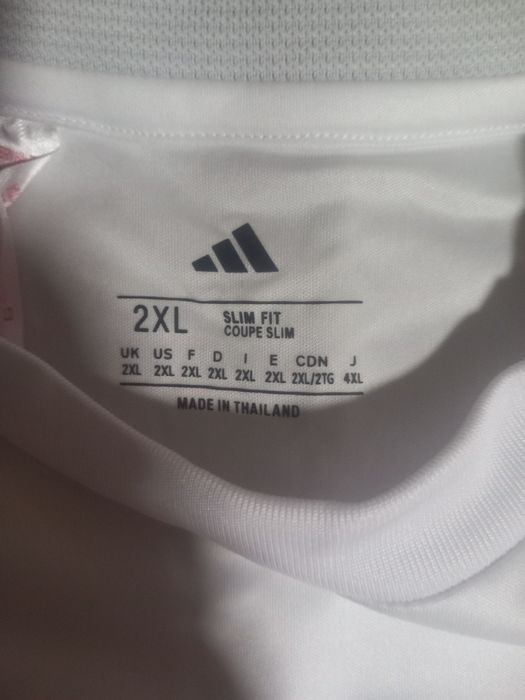 2XL SLIM FIT
COUPE SLIM
UK US F D I E CDN J
2XL 2XL 2XL 2XL 2XL 2XL 2XL/2TG 4XL
MADE IN THAILAND